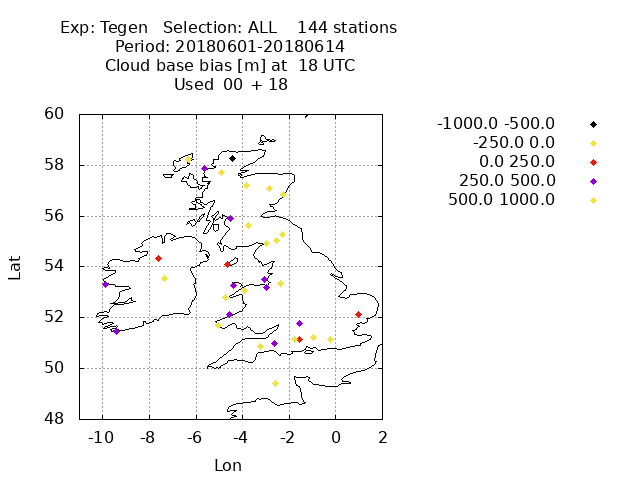 Exp: Tegen   Selection: ALL    144 stations
Period: 20180601-20180614
Cloud base bias [m] at  18 UTC
Used  00 + 18
-1000.0 -500.0
-250.0 0.0
0.0 250.0
250.0 500.0
500.0 1000.0
60
58
56
54
52
50
48
Lat
-10 -8 -6 -4 -2 0 2
Lon